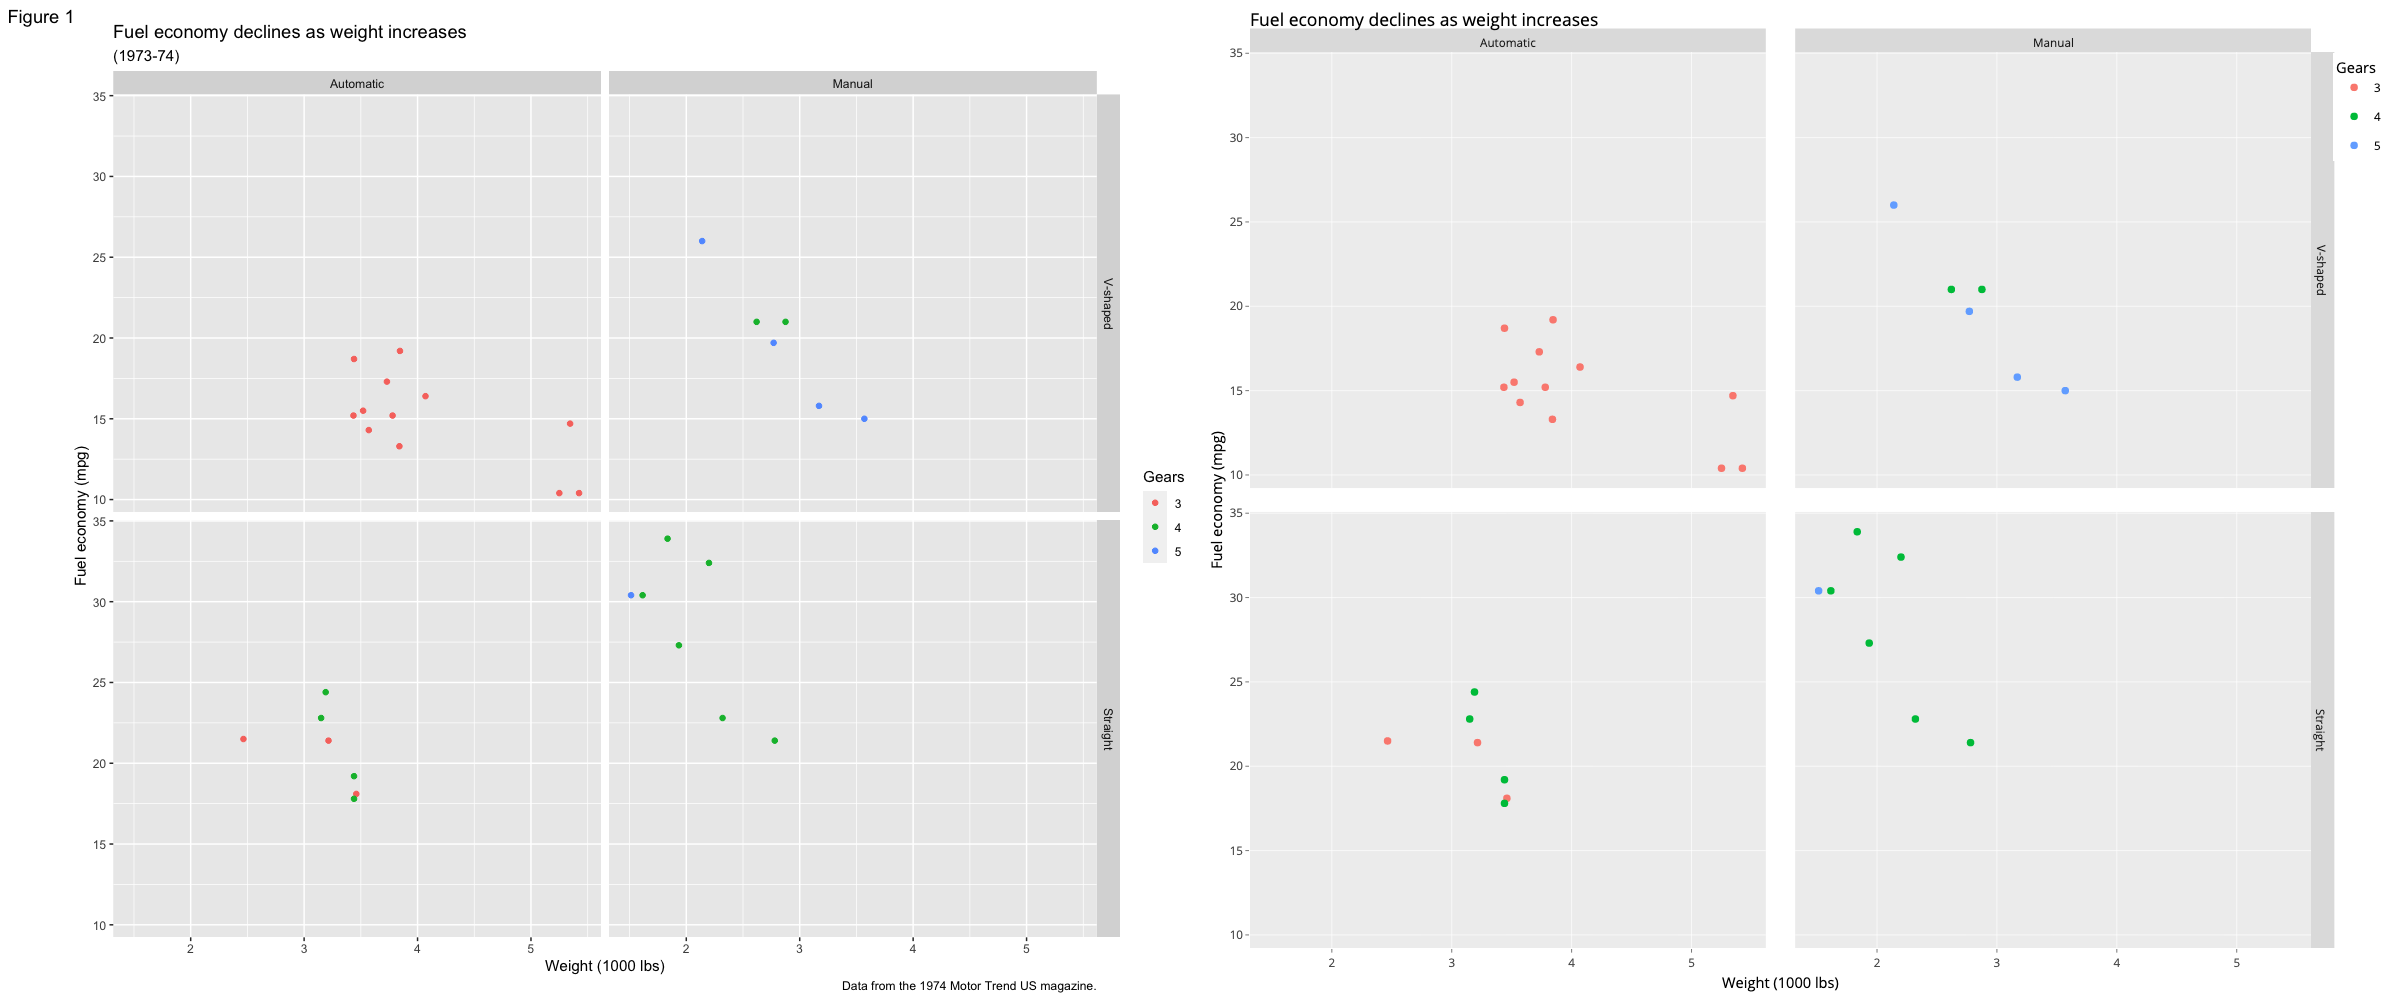 Figure 1
Fuel economy declines as weight increases
(1973-74)
Automatic
Manual
35
30
25
20
15
10
V-shaped
Fuel economy (mpg)
35
30
25
20
15
10
Straight
2
3
4
5
2
3
4
5
Weight (1000 lbs)
Data from the 1974 Motor Trend US magazine.
Gears
3
4
5
Fuel economy declines as weight increases
Automatic
Manual
35
30
25
20
15
10
V-shaped
Fuel economy (mpg)
35
30
25
20
15
10
Straight
2
3
4
5
2
3
4
5
Weight (1000 lbs)
Gears
3
4
5